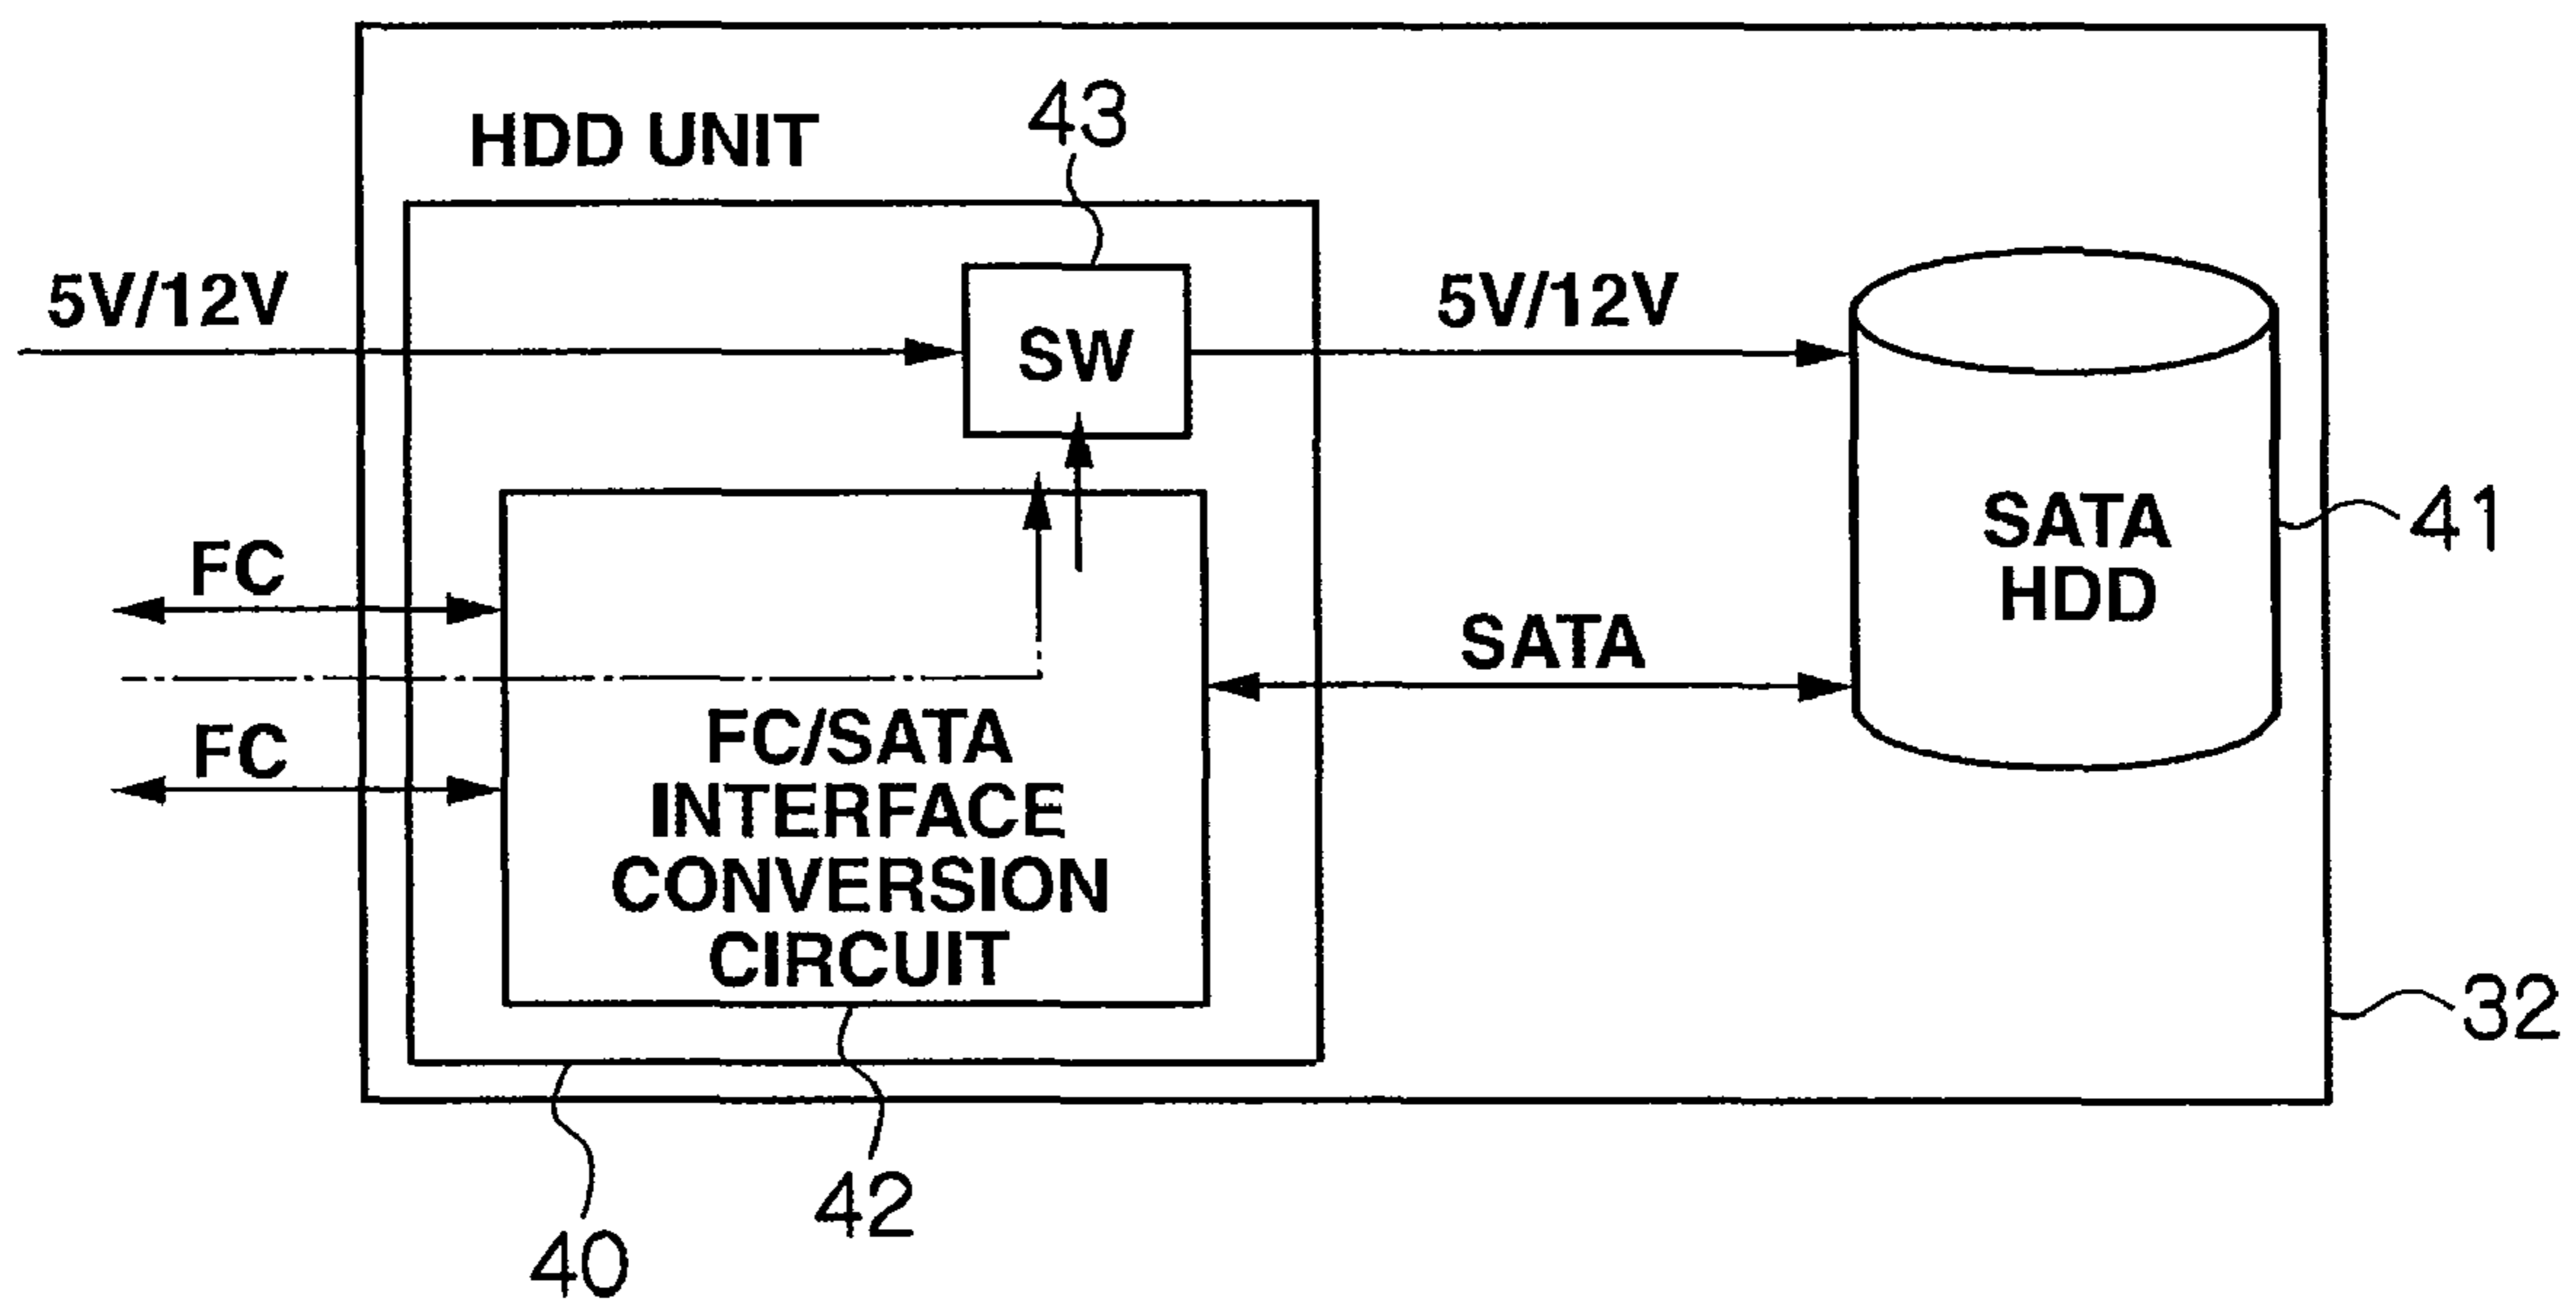 43
HDD UNIT
5V/12V
5V/12V
SW
FC
SATA
HDD
41
SATA
FC
FC/SATA
INTERFACE
CONVERSION
CIRCUIT
32
42
40